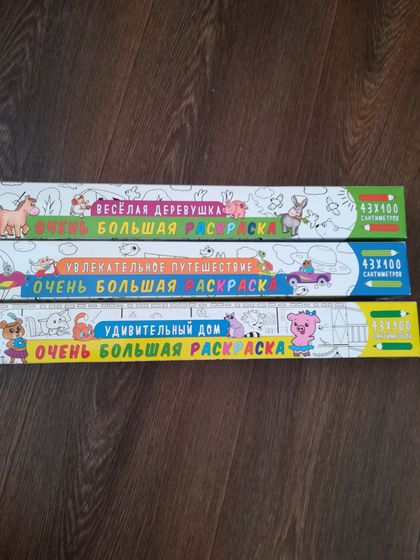 ВЕСЁЛАЯ ДЕРЕВУШКА
ОЧЕНЬ БОЛЬШАЯ РАСКРАСКА
43Х100
САНТИМЕТРОВ
УВЛЕКАТЕЛЬНОЕ ПУТЕШЕСТВИЕ
ОЧЕНЬ БОЛЬШАЯ РАСКРАСКА
43Х100
САНТИМЕТРОВ
УДИВИТЕЛЬНЫЙ ДОМ
ОЧЕНЬ БОЛЬШАЯ РАСКРАСКА
43Х100
САНТИМЕТРОВ